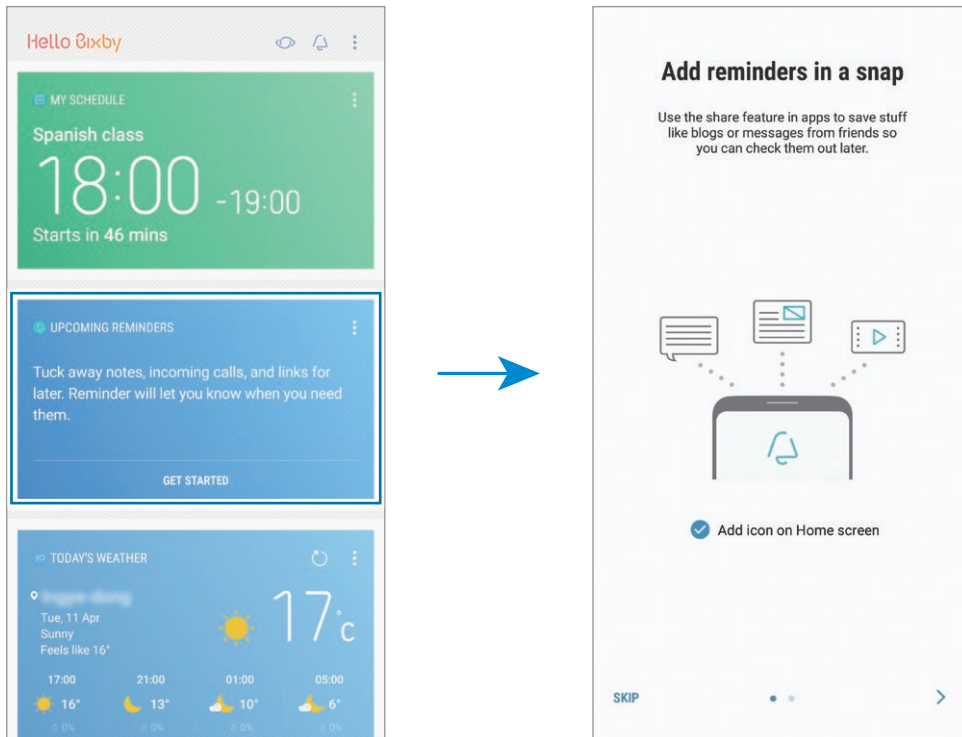 Hello Bixby
MY SCHEDULE
Spanish class
18:00 -19:00
Starts in 46 mins
UPCOMING REMINDERS
Tuck away notes, incoming calls, and links for
later. Reminder will let you know when you need
them.
GET STARTED
TODAY'S WEATHER
17°c
Tue, 11 Apr
Sunny
Feels like 16°
17:00 21:00 01:00 05:00
16° 13° 10° 6°
0% 0% 0% 0%
Add reminders in a snap
Use the share feature in apps to save stuff
like blogs or messages from friends so
you can check them out later.
Add icon on Home screen
SKIP